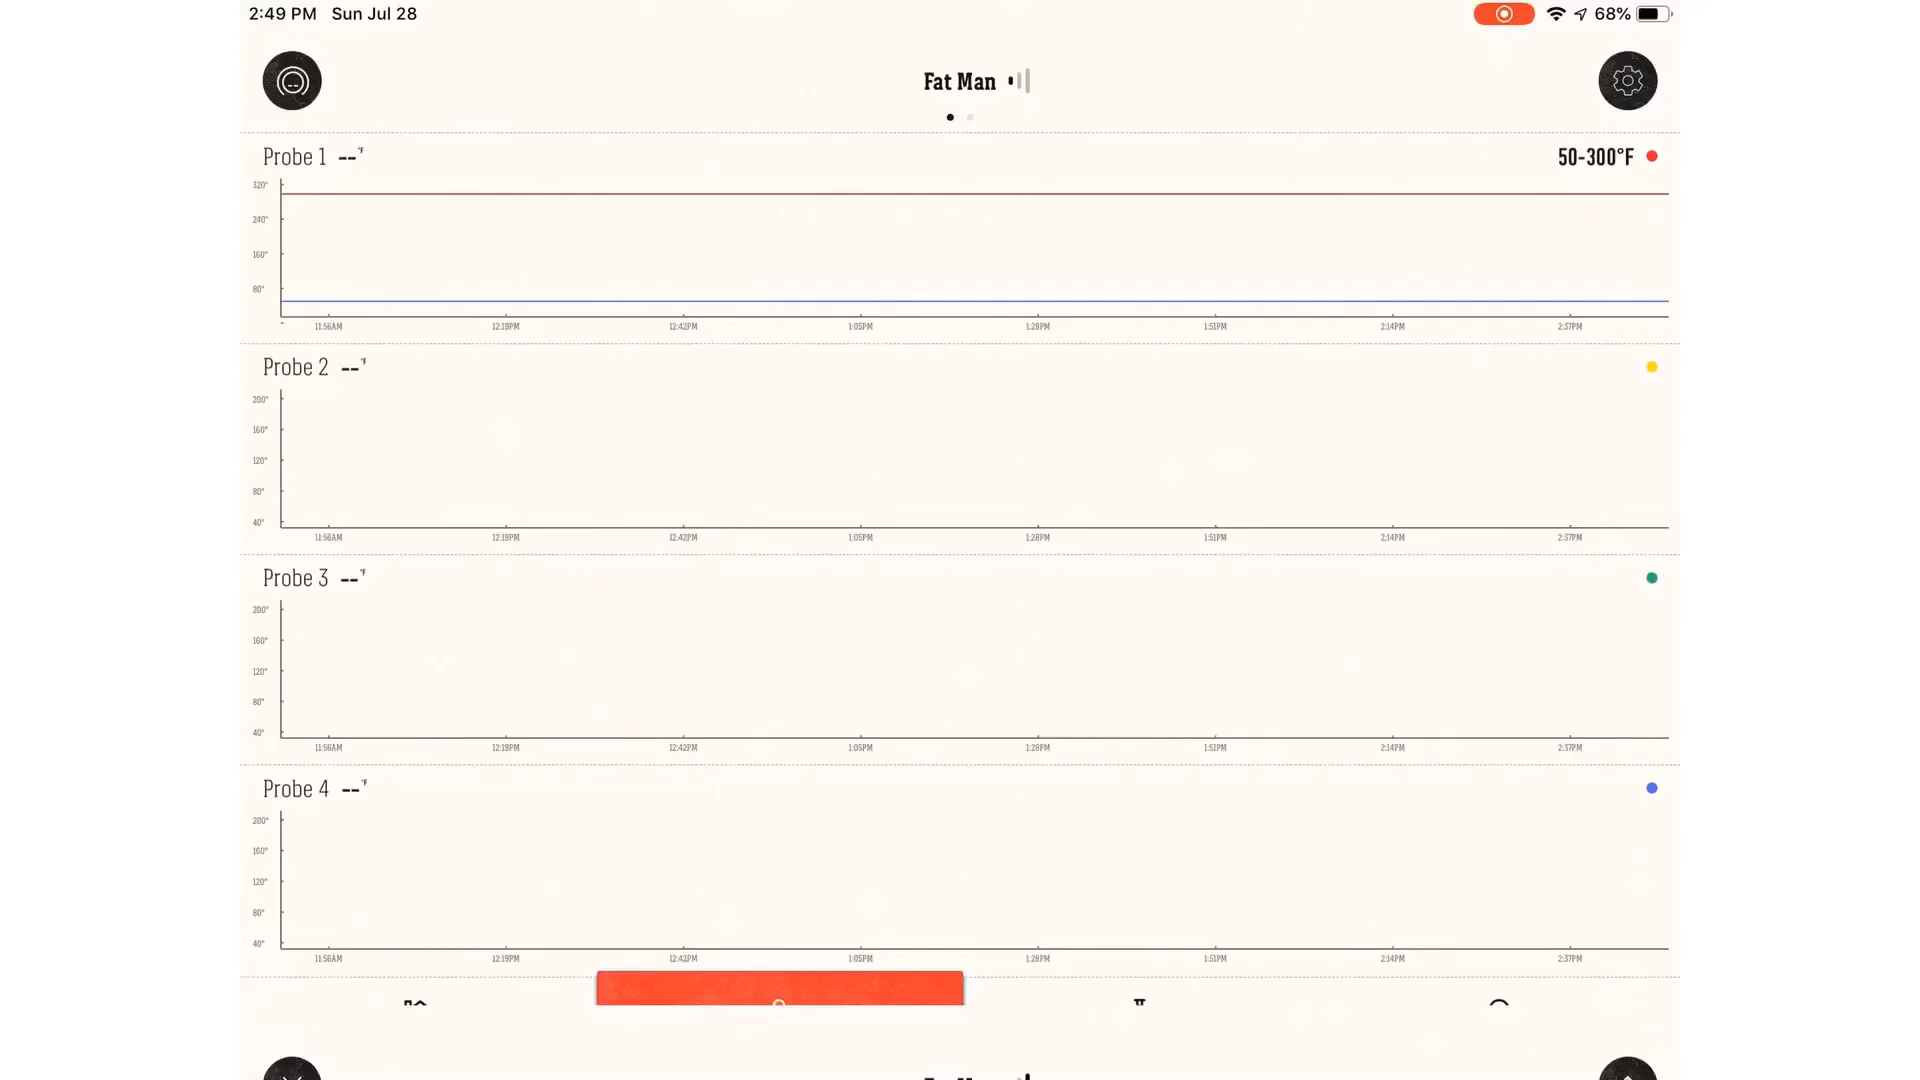 2:49 PM Sun Jul 28
68%
Fat Man
Probe 1 --°F
50-300°F
320°
240°
160°
80°
-
11:56AM 12:19PM 12:42PM 1:05PM 1:28PM 1:51PM 2:14PM 2:37PM
Probe 2 --°F
200°
160°
120°
80°
40°
11:56AM 12:19PM 12:42PM 1:05PM 1:28PM 1:51PM 2:14PM 2:37PM
Probe 3 --°F
200°
160°
120°
80°
40°
11:56AM 12:19PM 12:42PM 1:05PM 1:28PM 1:51PM 2:14PM 2:37PM
Probe 4 --°F
200°
160°
120°
80°
40°
11:56AM 12:19PM 12:42PM 1:05PM 1:28PM 1:51PM 2:14PM 2:37PM